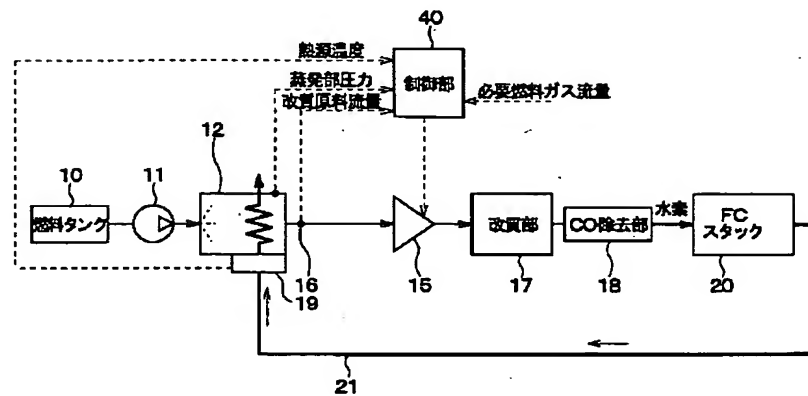 40
熱源温度
蒸発部圧力
改質原料流量
制御部
必要燃料ガス流量
10
11
12
燃料タンク
水素
改質部
CO除去部
FC
スタック
16
19
15
17
18
20
21